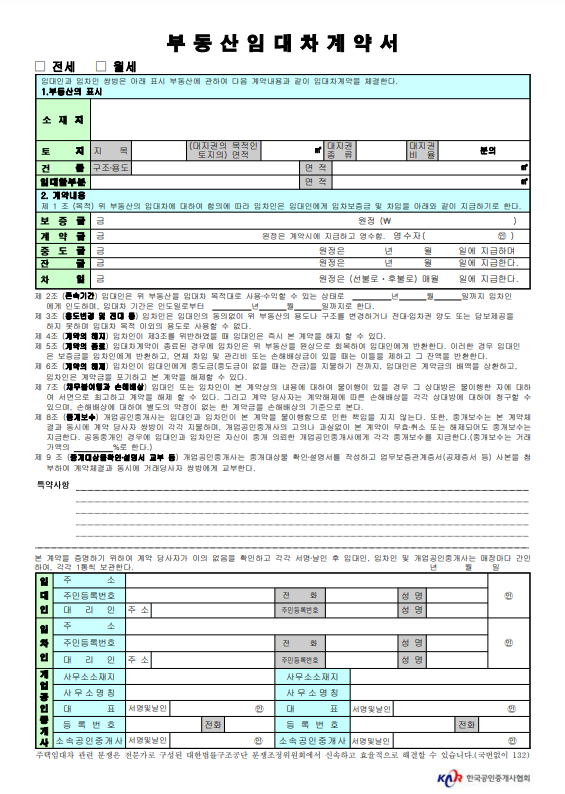 부동산임대차계약서
□ 전세 □ 월세
임대인과 임차인 쌍방은 아래 표시 부동산에 관하여 다음 계약내용과 같이 임대차계약을 체결한다.
1.부동산의 표시
소 재 지
토 지 지 목 (대지권의 목적인 토지의) 면적 ㎡ 대지권 종 류 대지권 비 율 분의
건 물 구조·용도 면 적 ㎡
임대할부분 면 적 ㎡
2. 계약내용
제 1 조 (목적) 위 부동산의 임대차에 대하여 합의에 따라 임차인은 임대인에게 임차보증금 및 차임을 아래와 같이 지급하기로 한다.
보 증 금 금 원정 (₩ )
계 약 금 금 원정은 계약시에 지급하고 영수함. 영수자( ㊞ )
중 도 금 금 원정은 년 월 일에 지급하며
잔 금 금 원정은 년 월 일에 지급한다.
차 임 금 원정은 (선불로·후불로) 매월 일에 지급한다.
제 2조 (존속기간) 임대인은 위 부동산을 임대차 목적대로 사용·수익할 수 있는 상태로 년 월 일까지 임차인
에게 인도하며, 임대차 기간은 인도일로부터 년 월 일까지로 한다.
제 3조 (용도변경 및 전대 등) 임차인은 임대인의 동의없이 위 부동산의 용도나 구조를 변경하거나 전대·임차권 양도 또는 담보제공을
하지 못하며 임대차 목적 이외의 용도로 사용할 수 없다.
제 4조 (계약의 해지) 임차인이 제3조를 위반하였을 때 임대인은 즉시 본 계약을 해지 할 수 있다.
제 5조 (계약의 종료) 임대차계약이 종료된 경우에 임차인은 위 부동산을 원상으로 회복하여 임대인에게 반환한다. 이러한 경우 임대인
은 보증금을 임차인에게 반환하고, 연체 차임 및 관리비 또는 손해배상금이 있을 때는 이들을 제하고 그 잔액을 반환한다.
제 6조 (계약의 해제) 임차인이 임대인에게 중도금(중도금이 없을 때는 잔금)을 지불하기 전까지, 임대인은 계약금의 배액을 상환하고,
임차인은 계약금을 포기하고 본 계약을 해제할 수 있다.
제 7조 (채무불이행과 손해배상) 임대인 또는 임차인이 본 계약상의 내용에 대하여 불이행이 있을 경우 그 상대방은 불이행한 자에 대하
여 서면으로 최고하고 계약을 해제 할 수 있다. 그리고 계약 당사자는 계약해제에 따른 손해배상을 각각 상대방에 대하여 청구할 수
있으며, 손해배상에 대하여 별도의 약정이 없는 한 계약금을 손해배상의 기준으로 본다.
제 8조 (중개보수) 개업공인중개사는 임대인과 임차인이 본 계약을 불이행함으로 인한 책임을 지지 않는다. 또한, 중개보수는 본 계약체
결과 동시에 계약 당사자 쌍방이 각각 지불하며, 개업공인중개사의 고의나 과실없이 본 계약이 무효·취소 또는 해제되어도 중개보수는
지급한다. 공동중개인 경우에 임대인과 임차인은 자신이 중개 의뢰한 개업공인중개사에게 각각 중개보수를 지급한다.(중개보수는 거래
가액의 %로 한다.)
제 9 조 (중개대상물확인·설명서 교부 등) 개업공인중개사는 중개대상물 확인·설명서를 작성하고 업무보증관계증서(공제증서 등) 사본을 첨
부하여 계약체결과 동시에 거래당사자 쌍방에게 교부한다.
특약사항
본 계약을 증명하기 위하여 계약 당사자가 이의 없음을 확인하고 각각 서명·날인 후 임대인, 임차인 및 개업공인중개사는 매장마다 간인
하여, 각각 1통씩 보관한다. 년 월 일
임대인 주 소 ㊞
주민등록번호 전 화 성 명
대 리 인 주 소 주민등록번호 성 명
임차인 주 소 ㊞
주민등록번호 전 화 성 명
대 리 인 주 소 주민등록번호 성 명
개업공인중개사 사무소소재지 사무소소재지
사 무 소 명 칭 사 무 소 명 칭
대 표 서명및날인 ㊞ 대 표 서명및날인 ㊞
등 록 번 호 전화 등 록 번 호 전화
소속공인중개사 서명및날인 ㊞ 소속공인중개사 서명및날인 ㊞
주택임대차 관련 분쟁은 전문가로 구성된 대한법률구조공단 분쟁조정위원회에서 신속하고 효율적으로 해결할 수 있습니다.(국번없이 132)
KAR 한국공인중개사협회